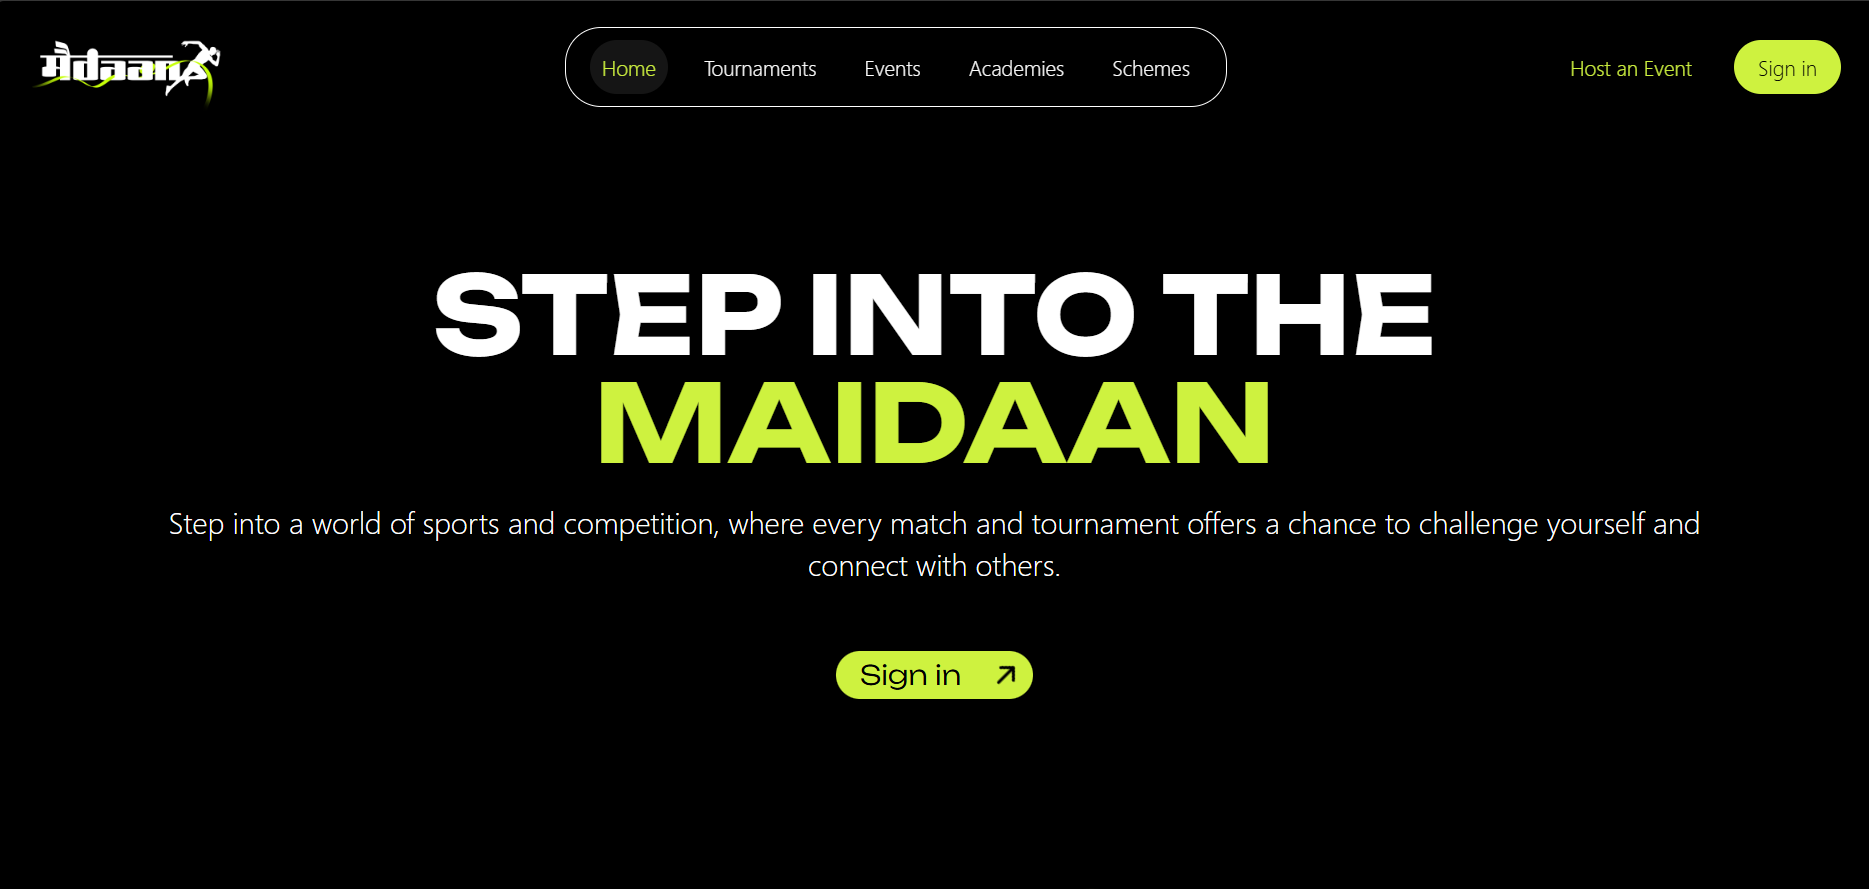 मैdaan
Home Tournaments Events Academies Schemes
Host an Event
Sign in
STEP INTO THE
MAIDAAN
Step into a world of sports and competition, where every match and tournament offers a chance to challenge yourself and
connect with others.
Sign in